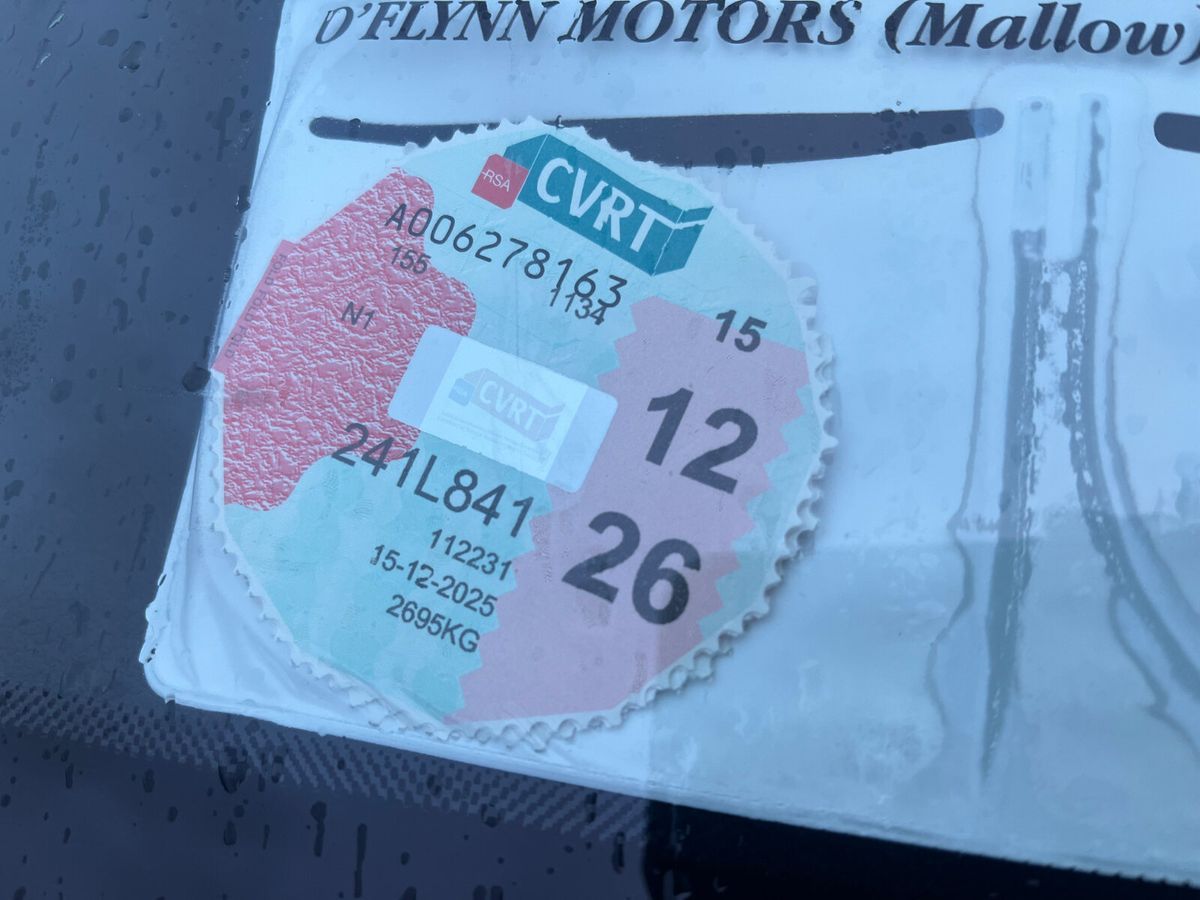 D'FLYNN MOTORS (Mallow)
RSA
CVRT
A006278163
155
1134
N1
15
12
26
CVRT
241L841
112231
15-12-2025
2695KG